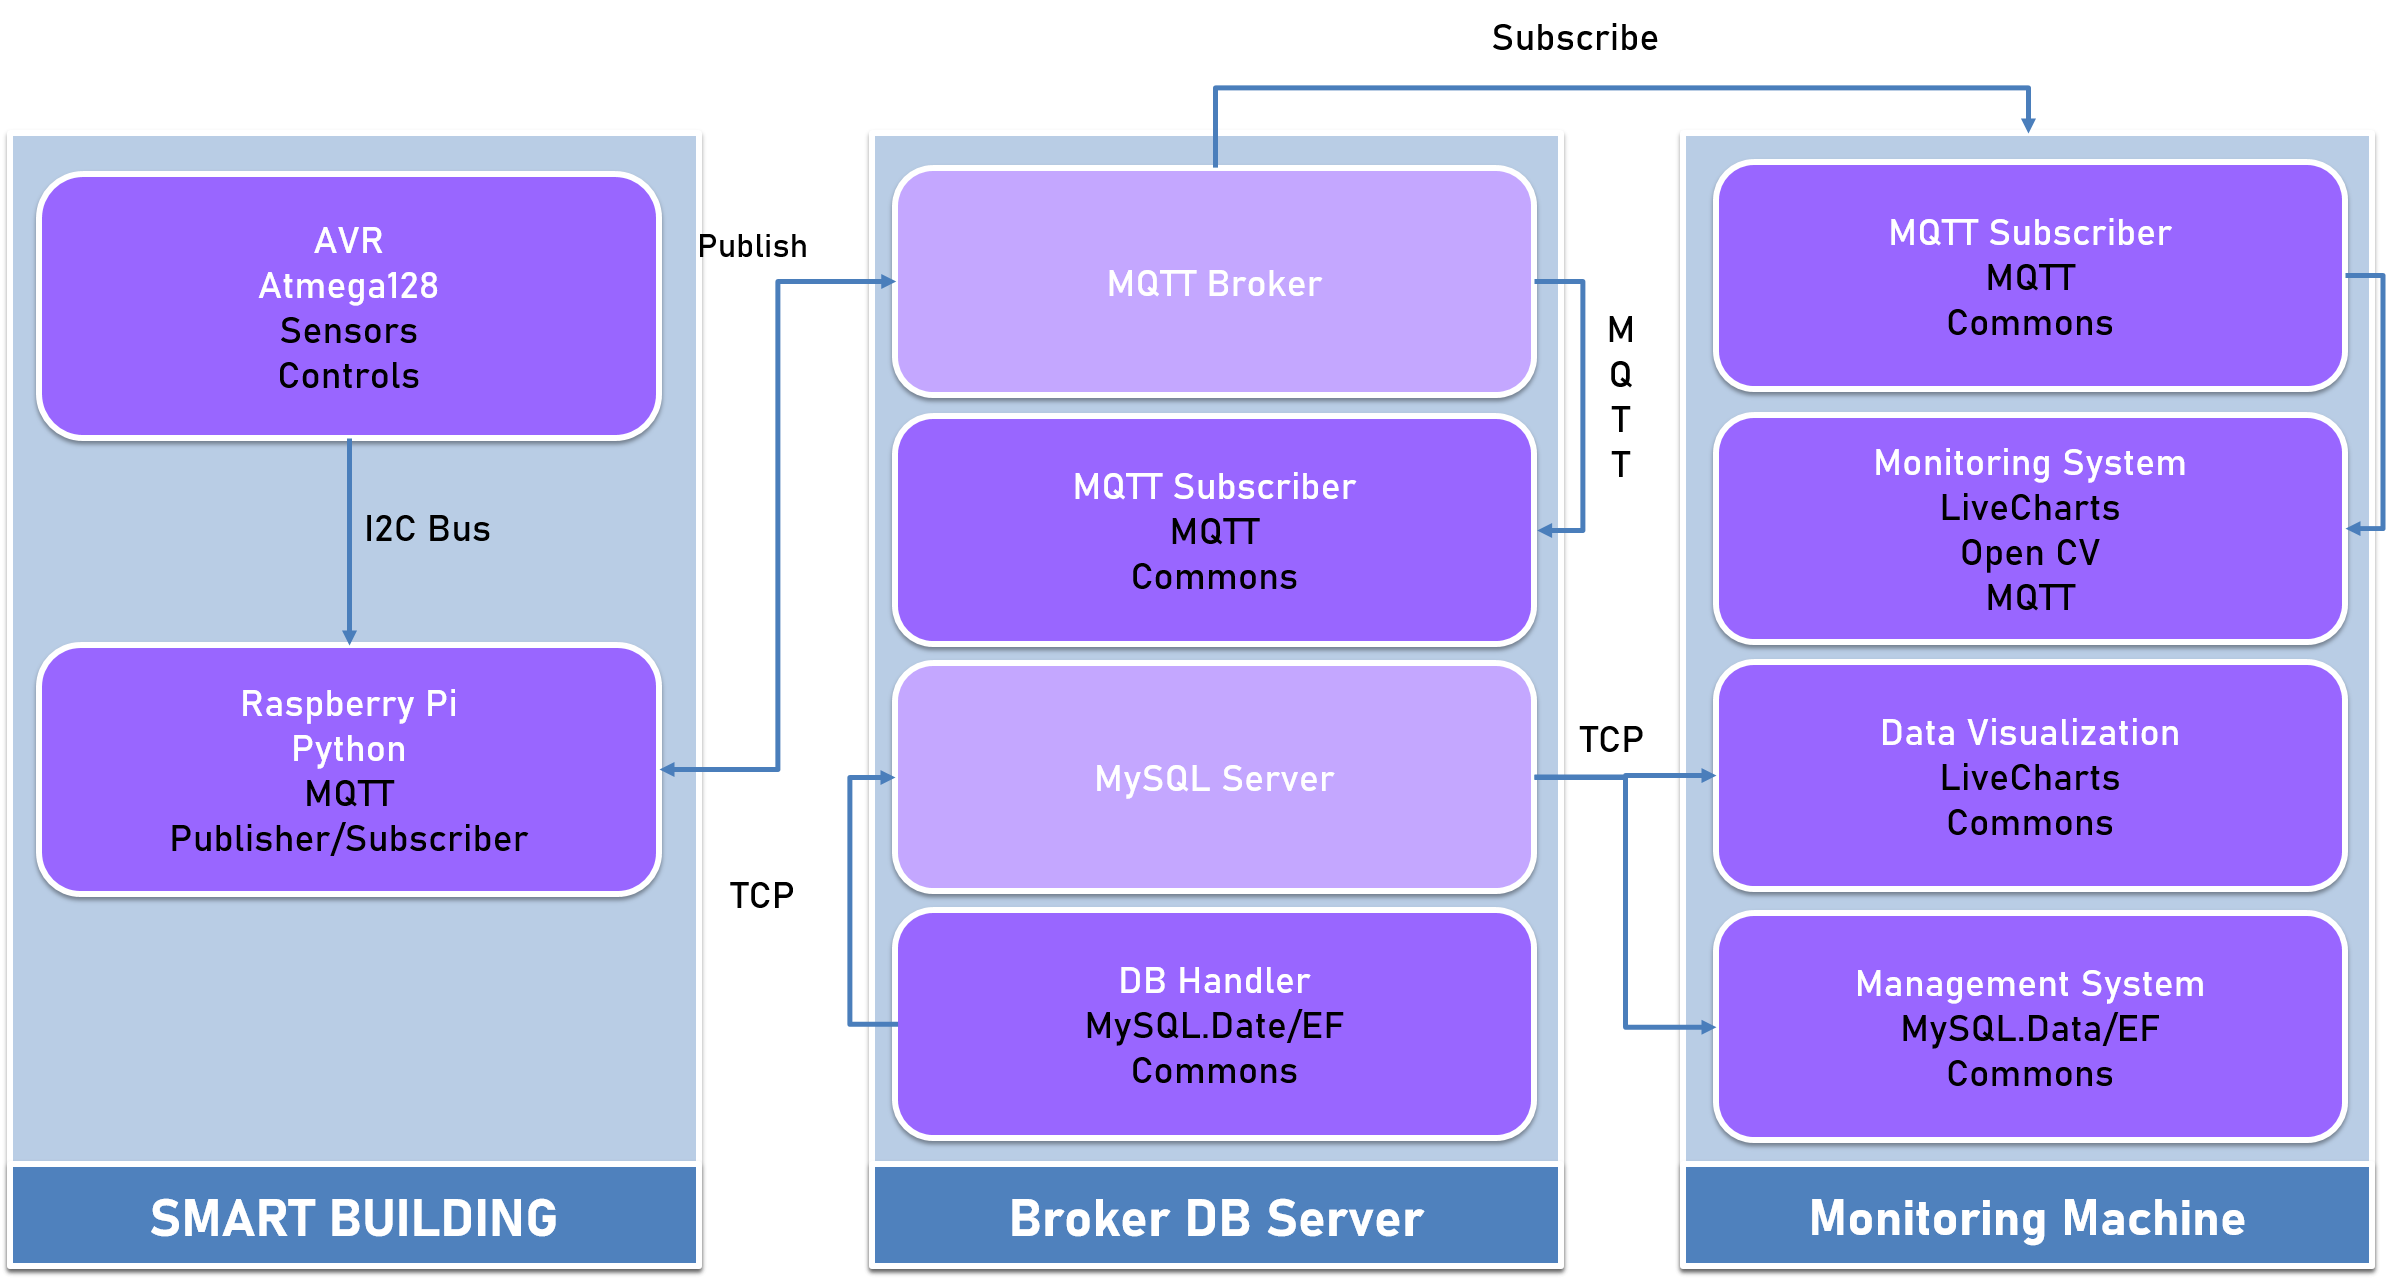 Subscribe
AVR
Atmega128
Sensors
Controls
I2C Bus
Raspberry Pi
Python
MQTT
Publisher/Subscriber
SMART BUILDING
Publish
TCP
MQTT Broker
MQTT Subscriber
MQTT
Commons
MySQL Server
DB Handler
MySQL.Date/EF
Commons
Broker DB Server
M
Q
T
T
TCP
MQTT Subscriber
MQTT
Commons
Monitoring System
LiveCharts
Open CV
MQTT
Data Visualization
LiveCharts
Commons
Management System
MySQL.Data/EF
Commons
Monitoring Machine